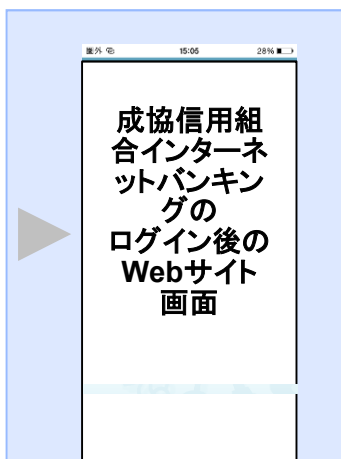 圏外 15:05 28%
成協信用組
合インターネ
ットバンキン
グの
ログイン後の
Webサイト
画面